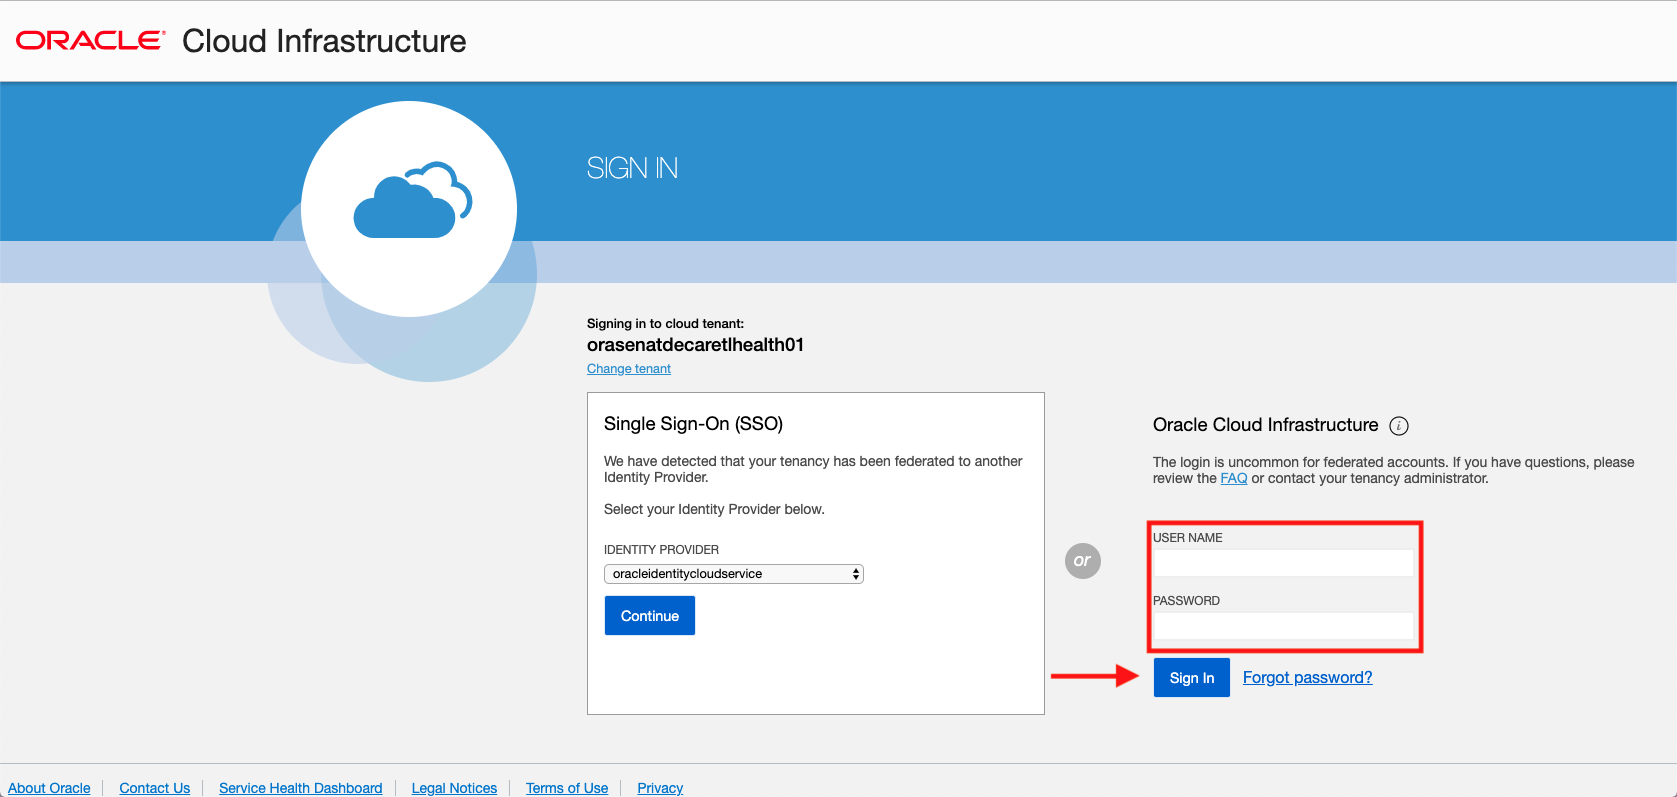 ORACLE® Cloud Infrastructure
SIGN IN
Signing in to cloud tenant:
orasenatdecaretlhealth01
Change tenant
Single Sign-On (SSO)
We have detected that your tenancy has been federated to another
Identity Provider.
Select your Identity Provider below.
IDENTITY PROVIDER
oracleidentitycloudservice
Continue
or
Oracle Cloud Infrastructure i
The login is uncommon for federated accounts. If you have questions, please
review the FAQ or contact your tenancy administrator.
USER NAME
PASSWORD
Sign In Forgot password?
About Oracle Contact Us Service Health Dashboard Legal Notices Terms of Use Privacy